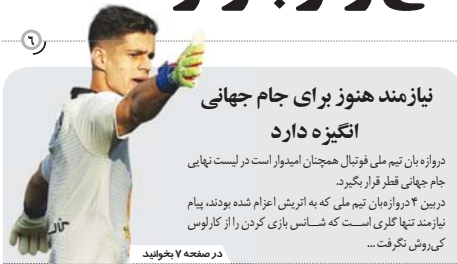 ۶
نیازمند هنوز برای جام جهانی
انگیزه دارد
دروازه بان تیم ملی فوتبال همچنان امیدوار است در لیست نهایی
جام جهانی قطر قرار بگیرد.
دربین ۴ دروازه‌بان تیم ملی که به اتریش اعزام شده بودند، پیام
نیازمند تنها گلری اســت که شــانس بازی کردن را از کارلوس
کی‌روش نگرفت ...
در صفحه ۷ بخوانید